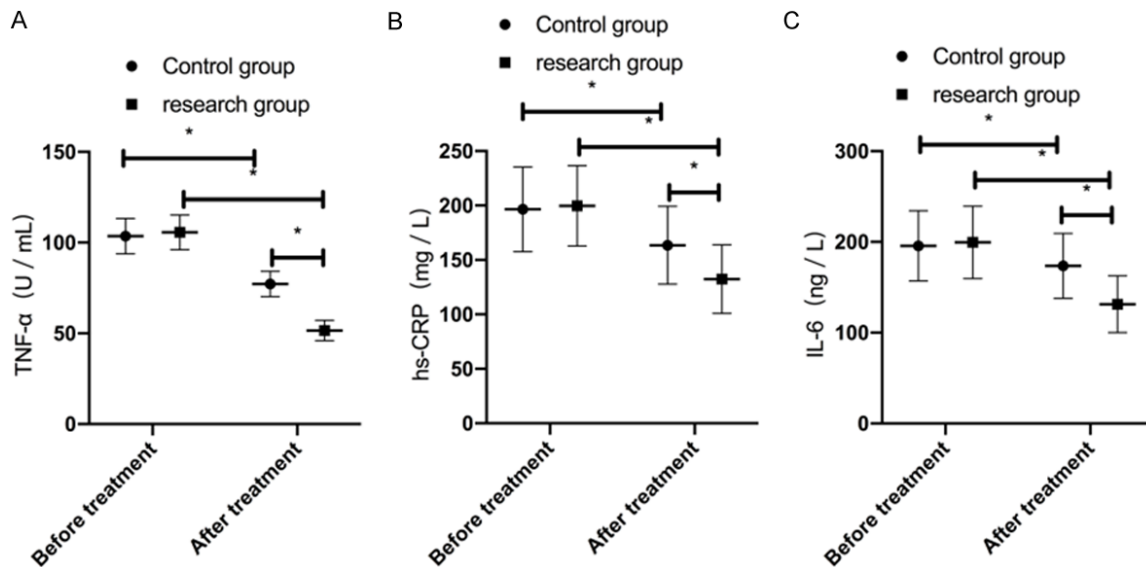 A
Control group
research group
*
*
*
TNF-α (U / mL)
150
100
50
0
Before treatment
After treatment
B
Control group
research group
*
*
*
hs-CRP (mg / L)
250
200
150
100
50
0
Before treatment
After treatment
C
Control group
research group
*
*
*
IL-6 (ng / L)
300
200
100
0
Before treatment
After treatment